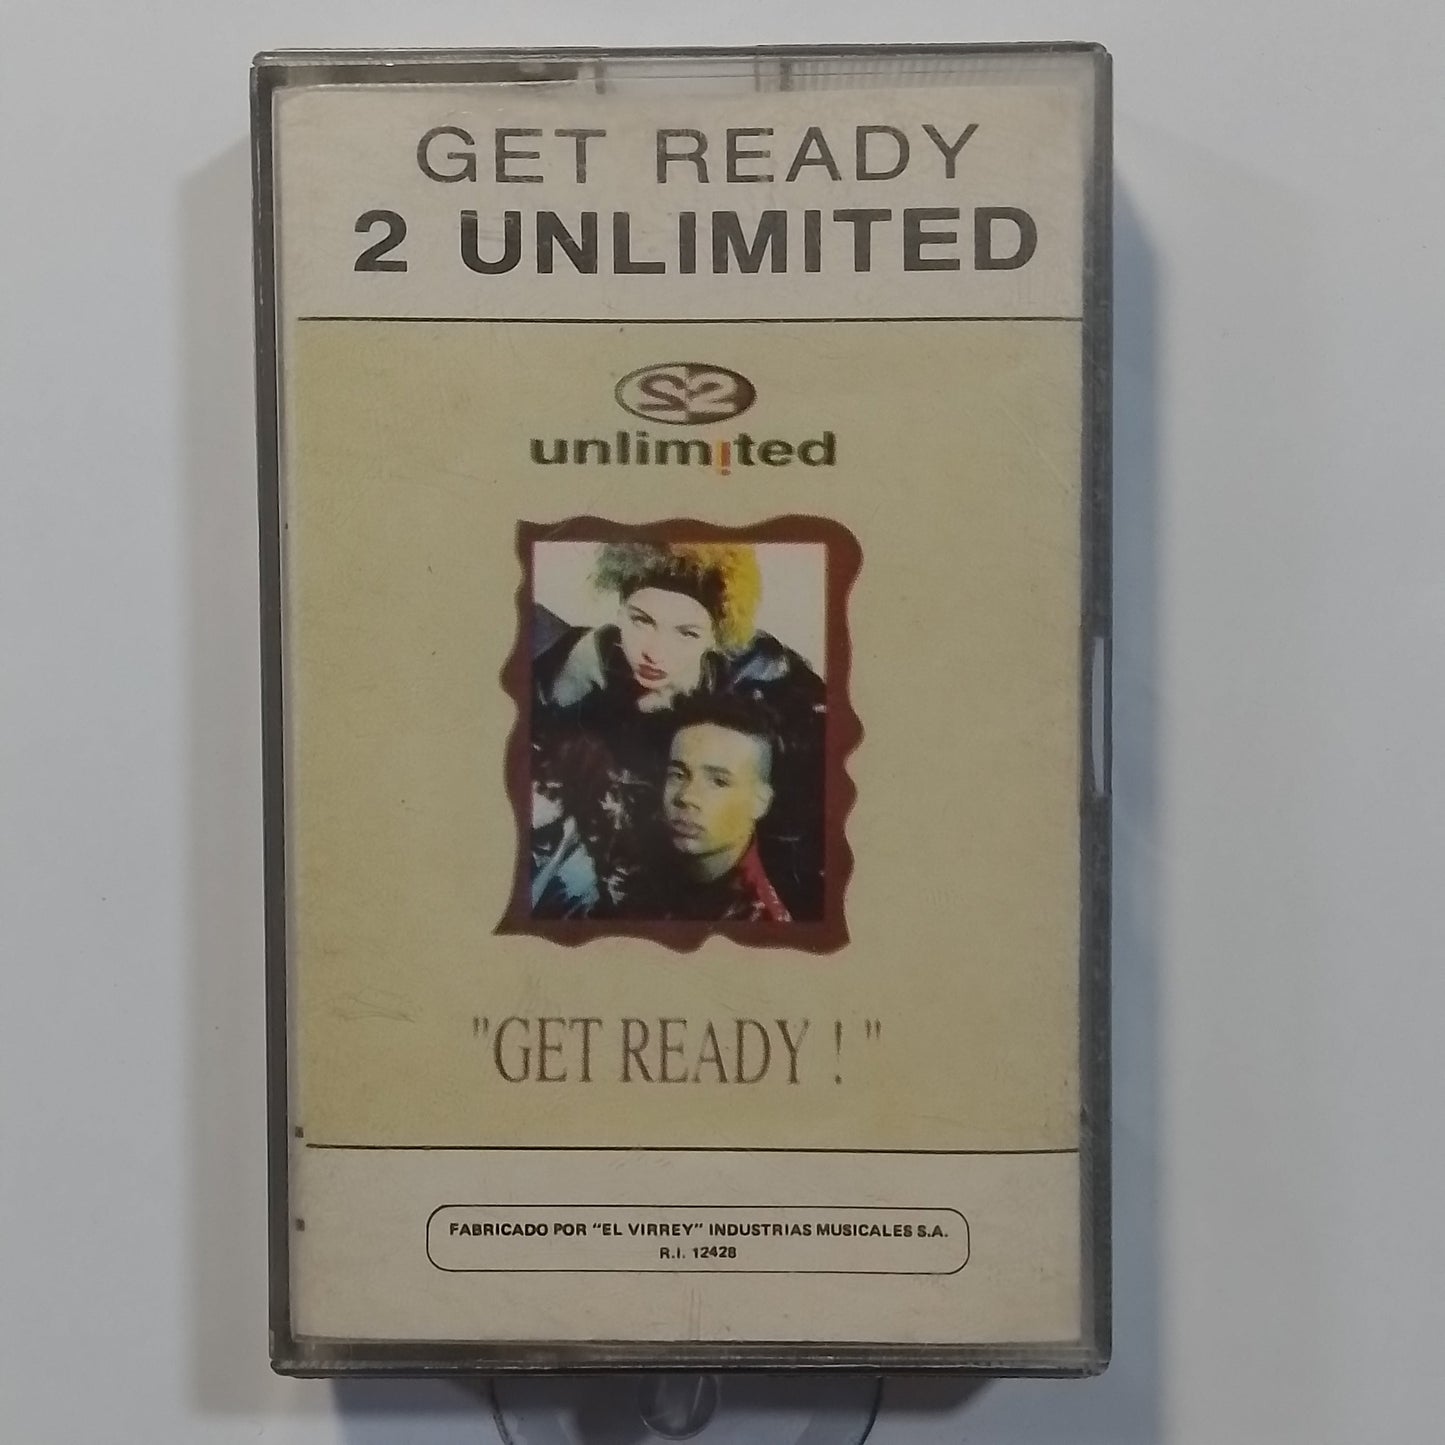 GET READY
2 UNLIMITED
2
unlimited
"GET READY ! "
FABRICADO POR “EL VIRREY” INDUSTRIAS MUSICALES S.A.
R.I. 12428